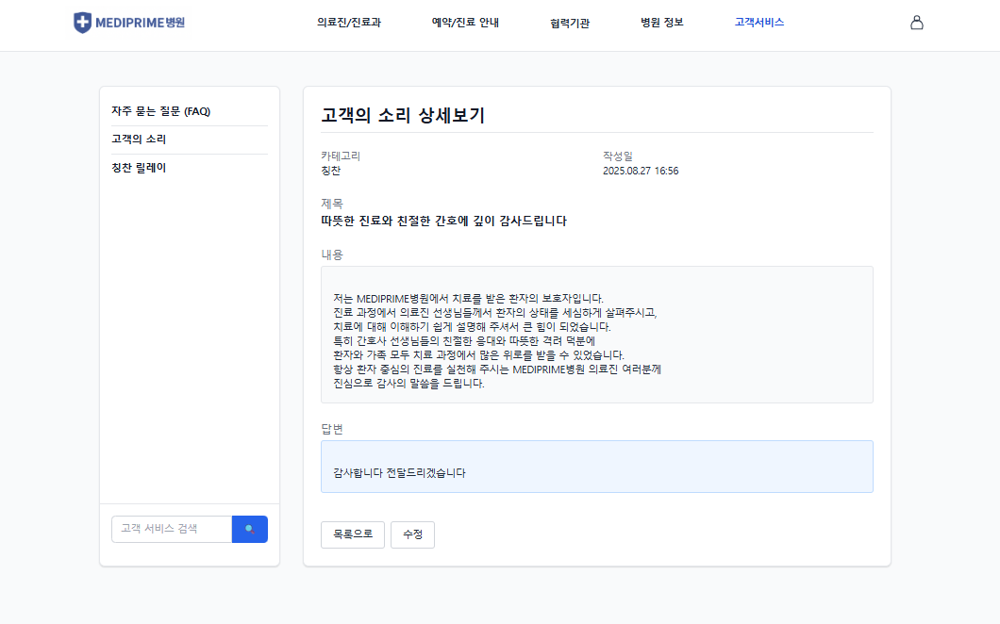 MEDIPRIME병원
의료진/진료과
예약/진료 안내
협력기관
병원 정보
고객서비스
자주 묻는 질문 (FAQ)
고객의 소리
칭찬 릴레이
고객 서비스 검색
고객의 소리 상세보기
카테고리
칭찬
작성일
2025.08.27 16:56
제목
따뜻한 진료와 친절한 간호에 깊이 감사드립니다
내용
저는 MEDIPRIME병원에서 치료를 받은 환자의 보호자입니다.
진료 과정에서 의료진 선생님들께서 환자의 상태를 세심하게 살펴주시고,
치료에 대해 이해하기 쉽게 설명해 주셔서 큰 힘이 되었습니다.
특히 간호사 선생님들의 친절한 응대와 따뜻한 격려 덕분에
환자와 가족 모두 치료 과정에서 많은 위로를 받을 수 있었습니다.
항상 환자 중심의 진료를 실천해 주시는 MEDIPRIME병원 의료진 여러분께
진심으로 감사의 말씀을 드립니다.
답변
감사합니다 전달드리겠습니다
목록으로
수정